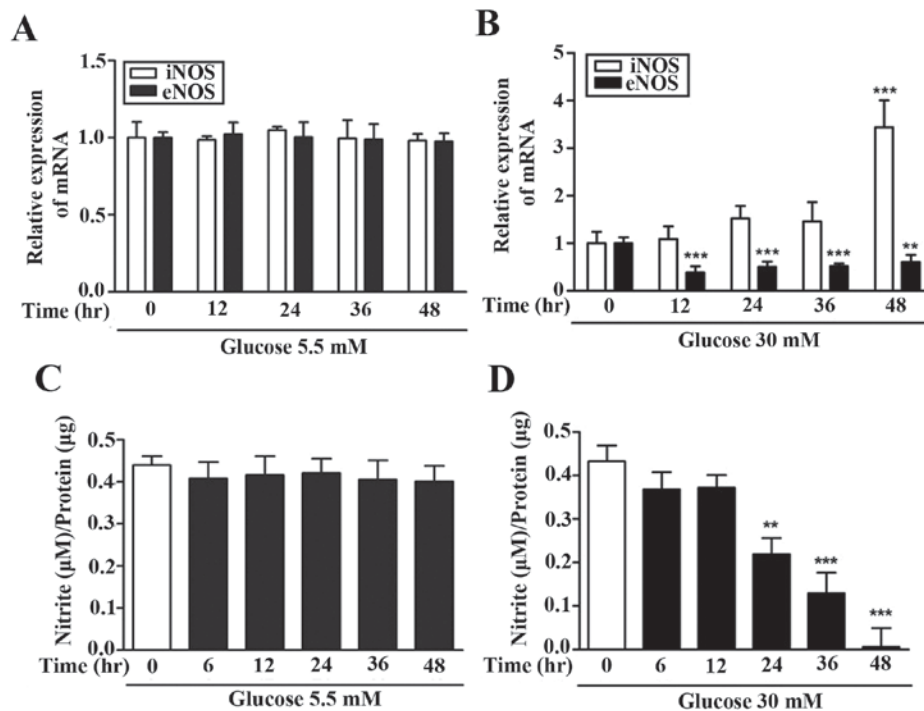 A
Relative expression
of mRNA
1.5
1.0
0.5
0.0
iNOS
eNOS
Time (hr)
0 12 24 36 48
Glucose 5.5 mM
B
Relative expression
of mRNA
5
4
3
2
1
0
iNOS
eNOS
*** *** *** *** **
Time (hr)
0 12 24 36 48
Glucose 30 mM
C
Nitrite (µM)/Protein (µg)
0.5
0.4
0.4
0.2
0.1
0.0
Time (hr)
0 6 12 24 36 48
Glucose 5.5 mM
D
Nitrite (µM)/Protein (µg)
0.5
0.4
0.4
0.2
0.1
0.0
** *** ***
Time (hr)
0 6 12 24 36 48
Glucose 30 mM